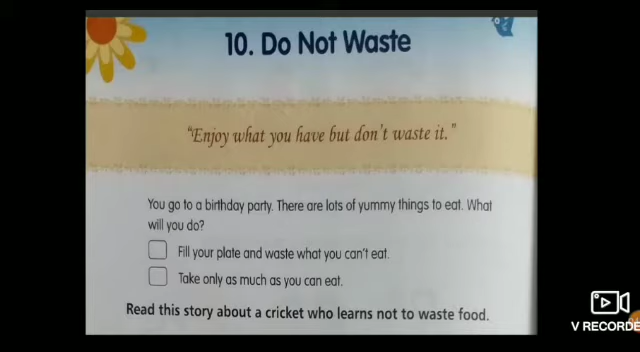 10. Do Not Waste
"Enjoy what you have but don't waste it."
You go to a birthday party. There are lots of yummy things to eat. What
will you do?
Fill your plate and waste what you can't eat.
Take only as much as you can eat.
Read this story about a cricket who learns not to waste food.
V RECORDE